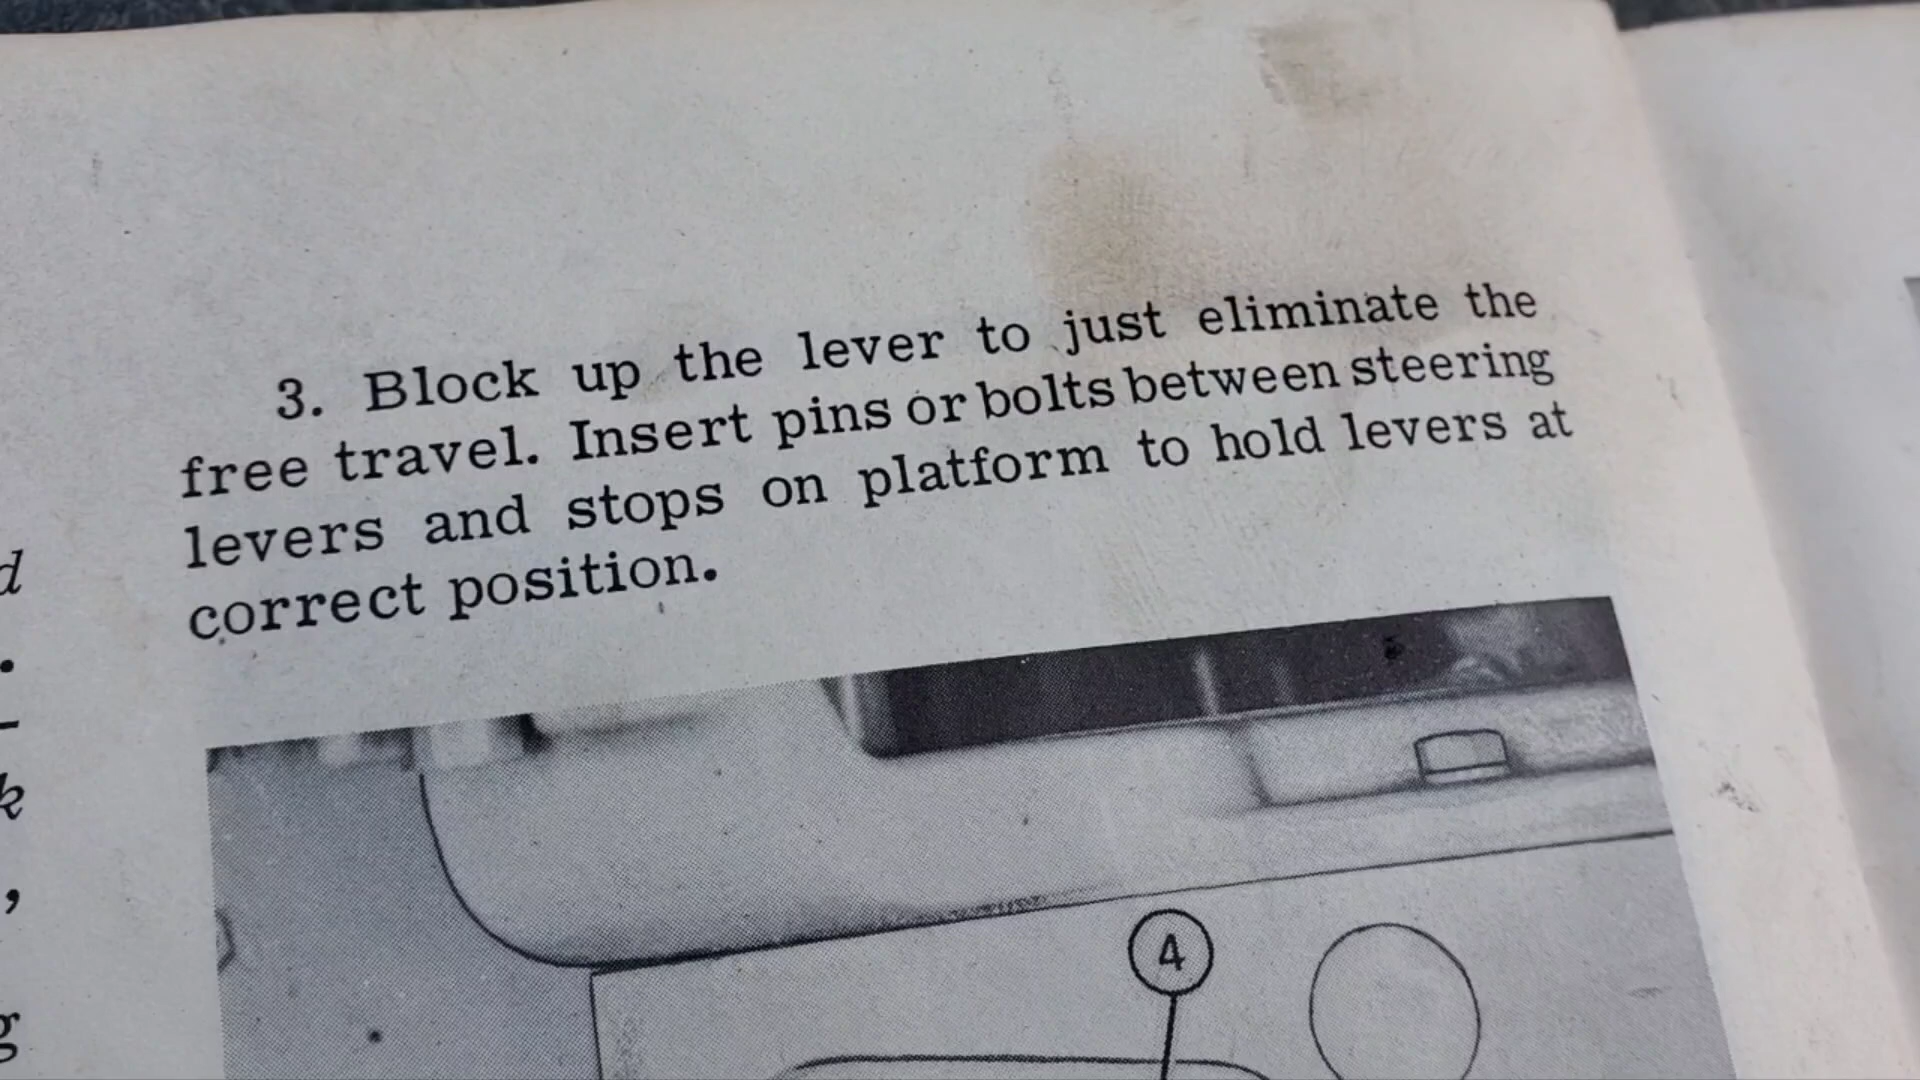 3. Block up the lever to just eliminate the
free travel. Insert pins or bolts between steering
levers and stops on platform to hold levers at
correct position.
4